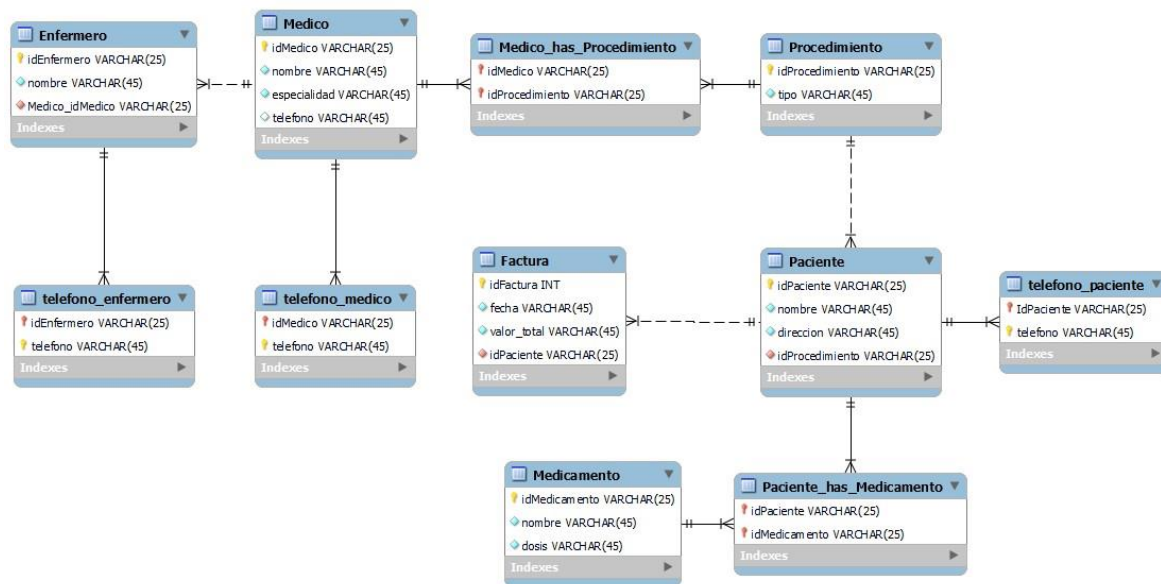 Enfermero
idEnfermero VARCHAR(25)
nombre VARCHAR(45)
Medico_idMedico VARCHAR(25)
Indexes
Medico
idMedico VARCHAR(25)
nombre VARCHAR(45)
especialidad VARCHAR(45)
telefono VARCHAR(45)
Indexes
Medico_has_Procedimiento
idMedico VARCHAR(25)
idProcedimiento VARCHAR(25)
Indexes
Procedimiento
idProcedimiento VARCHAR(25)
tipo VARCHAR(45)
Indexes
telefono_enfermero
idEnfermero VARCHAR(25)
telefono VARCHAR(45)
Indexes
telefono_medico
idMedico VARCHAR(25)
telefono VARCHAR(45)
Indexes
Factura
idFactura INT
fecha VARCHAR(45)
valor_total VARCHAR(45)
idPaciente VARCHAR(25)
Indexes
Paciente
idPaciente VARCHAR(25)
nombre VARCHAR(45)
direccion VARCHAR(45)
idProcedimiento VARCHAR(25)
Indexes
telefono_paciente
IdPaciente VARCHAR(25)
telefono VARCHAR(45)
Indexes
Medicamento
idMedicamento VARCHAR(25)
nombre VARCHAR(45)
dosis VARCHAR(45)
Indexes
Paciente_has_Medicamento
idPaciente VARCHAR(25)
idMedicamento VARCHAR(25)
Indexes